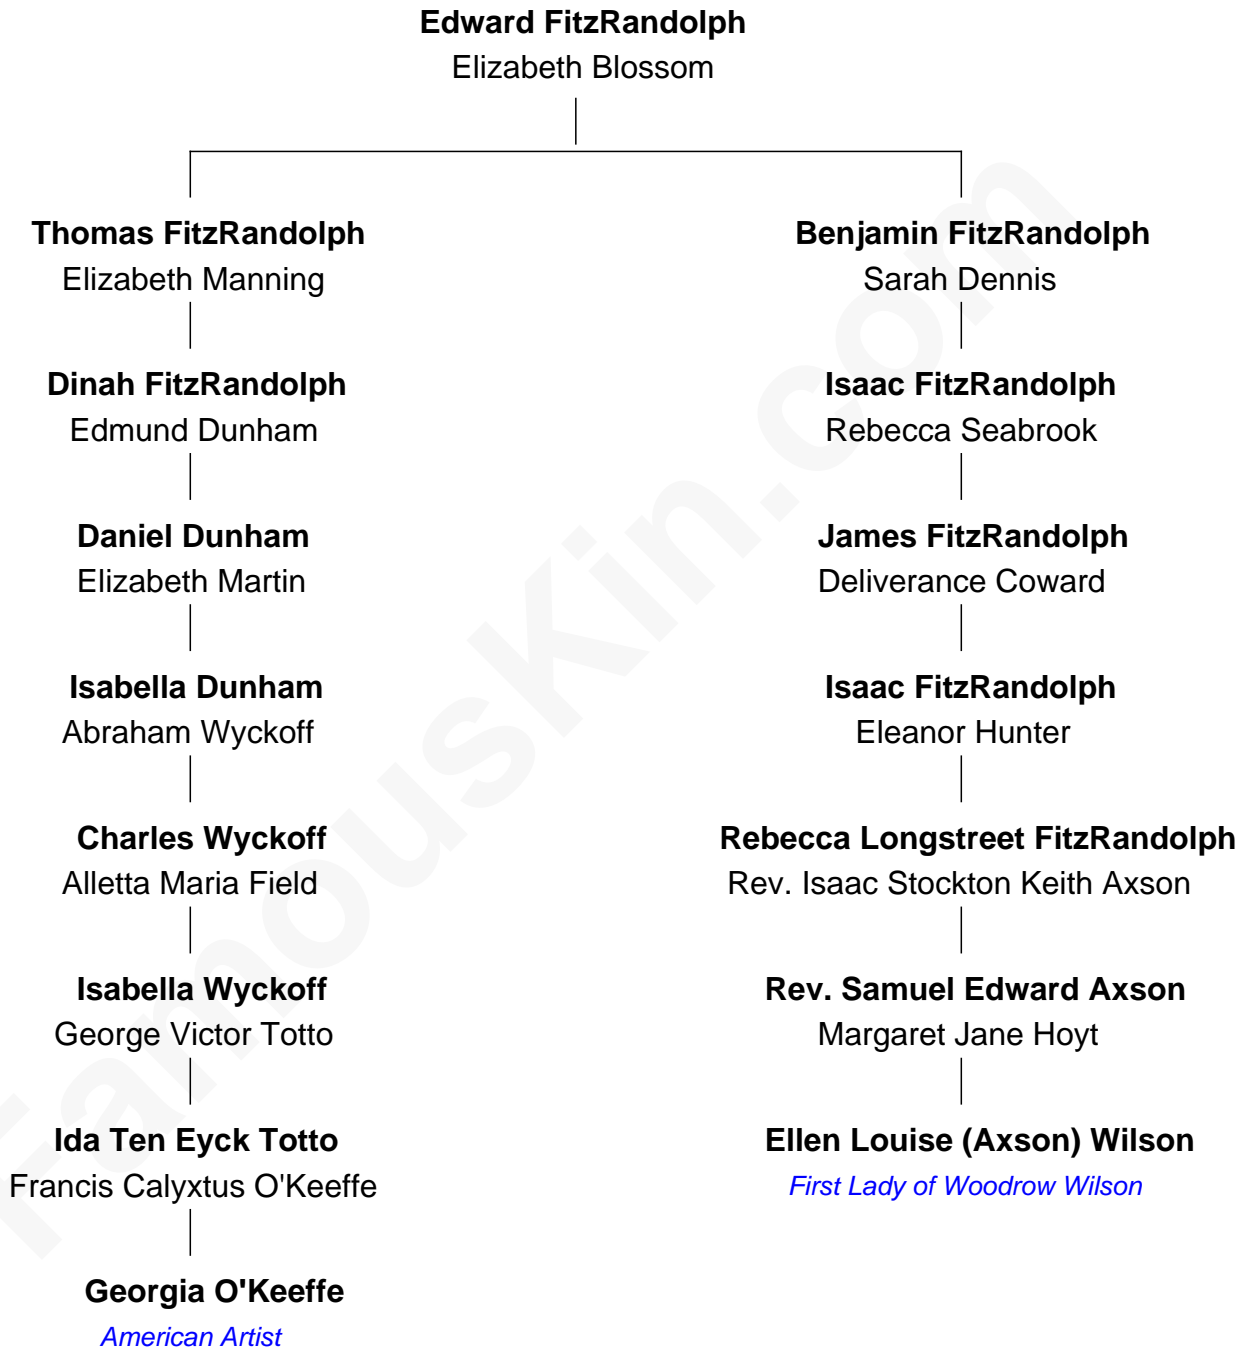 Edward FitzRandolph
Elizabeth Blossom
Thomas FitzRandolph
Elizabeth Manning
Dinah FitzRandolph
Edmund Dunham
Daniel Dunham
Elizabeth Martin
Isabella Dunham
Abraham Wyckoff
Charles Wyckoff
Alletta Maria Field
Isabella Wyckoff
George Victor Totto
Ida Ten Eyck Totto
Francis Calyxtus O'Keeffe
Georgia O'Keeffe
American Artist
Benjamin FitzRandolph
Sarah Dennis
Isaac FitzRandolph
Rebecca Seabrook
James FitzRandolph
Deliverance Coward
Isaac FitzRandolph
Eleanor Hunter
Rebecca Longstreet FitzRandolph
Rev. Isaac Stockton Keith Axson
Rev. Samuel Edward Axson
Margaret Jane Hoyt
Ellen Louise (Axson) Wilson
First Lady of Woodrow Wilson
FamousKin.com